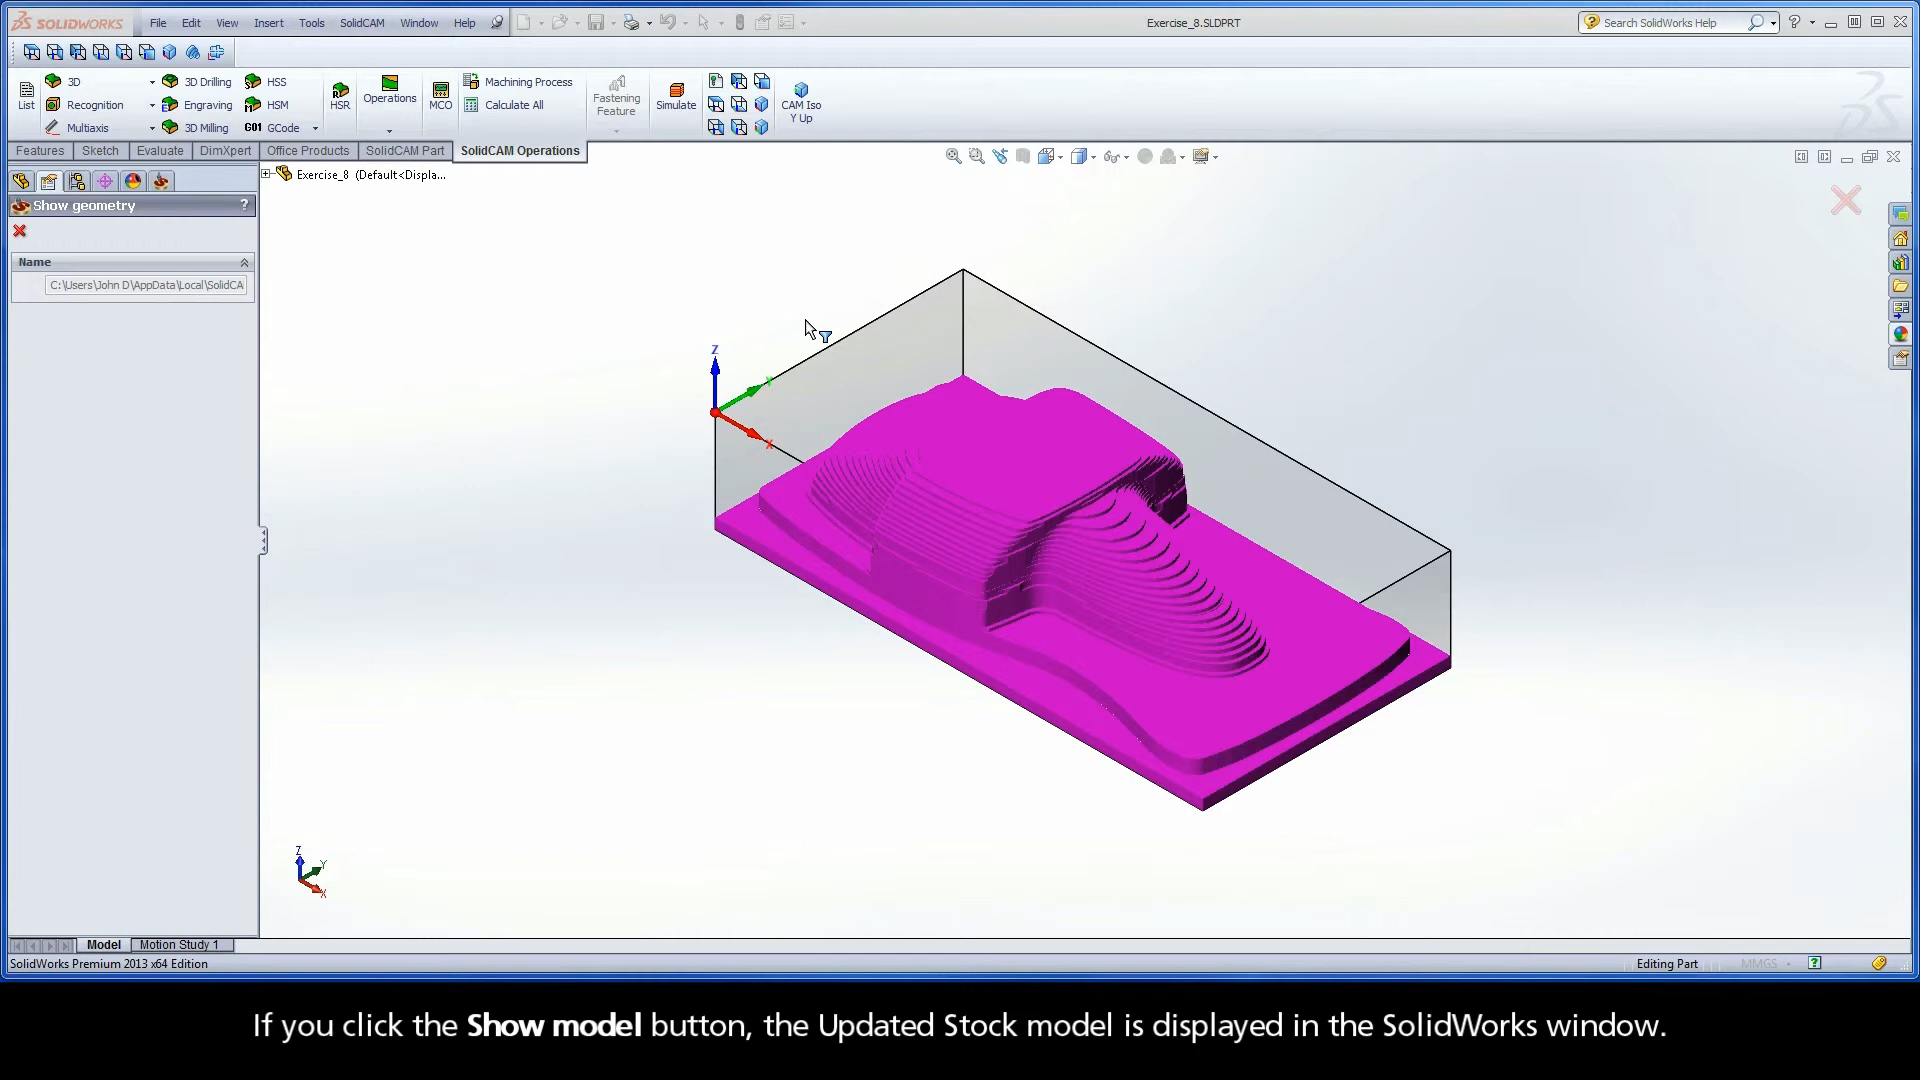 SOLIDWORKS File Edit View Insert Tools SolidCAM Window Help Exercise_8.SLDPRT Search SolidWorks Help
List 3D 3D Drilling HSS HSR Operations MCO Machining Process Fastening Feature Simulate CAM Iso Y Up
Recognition Engraving HSM Calculate All
Multiaxis 3D Milling G01 GCode
Features Sketch Evaluate DimXpert Office Products SolidCAM Part SolidCAM Operations
Exercise_8 (Default<Displa...
Show geometry ?
Name
C:\Users\John D\AppData\Local\SolidCA
Z
Y
X
Z
Y
X
Model Motion Study 1
SolidWorks Premium 2013 x64 Edition Editing Part MMGS
If you click the Show model button, the Updated Stock model is displayed in the SolidWorks window.